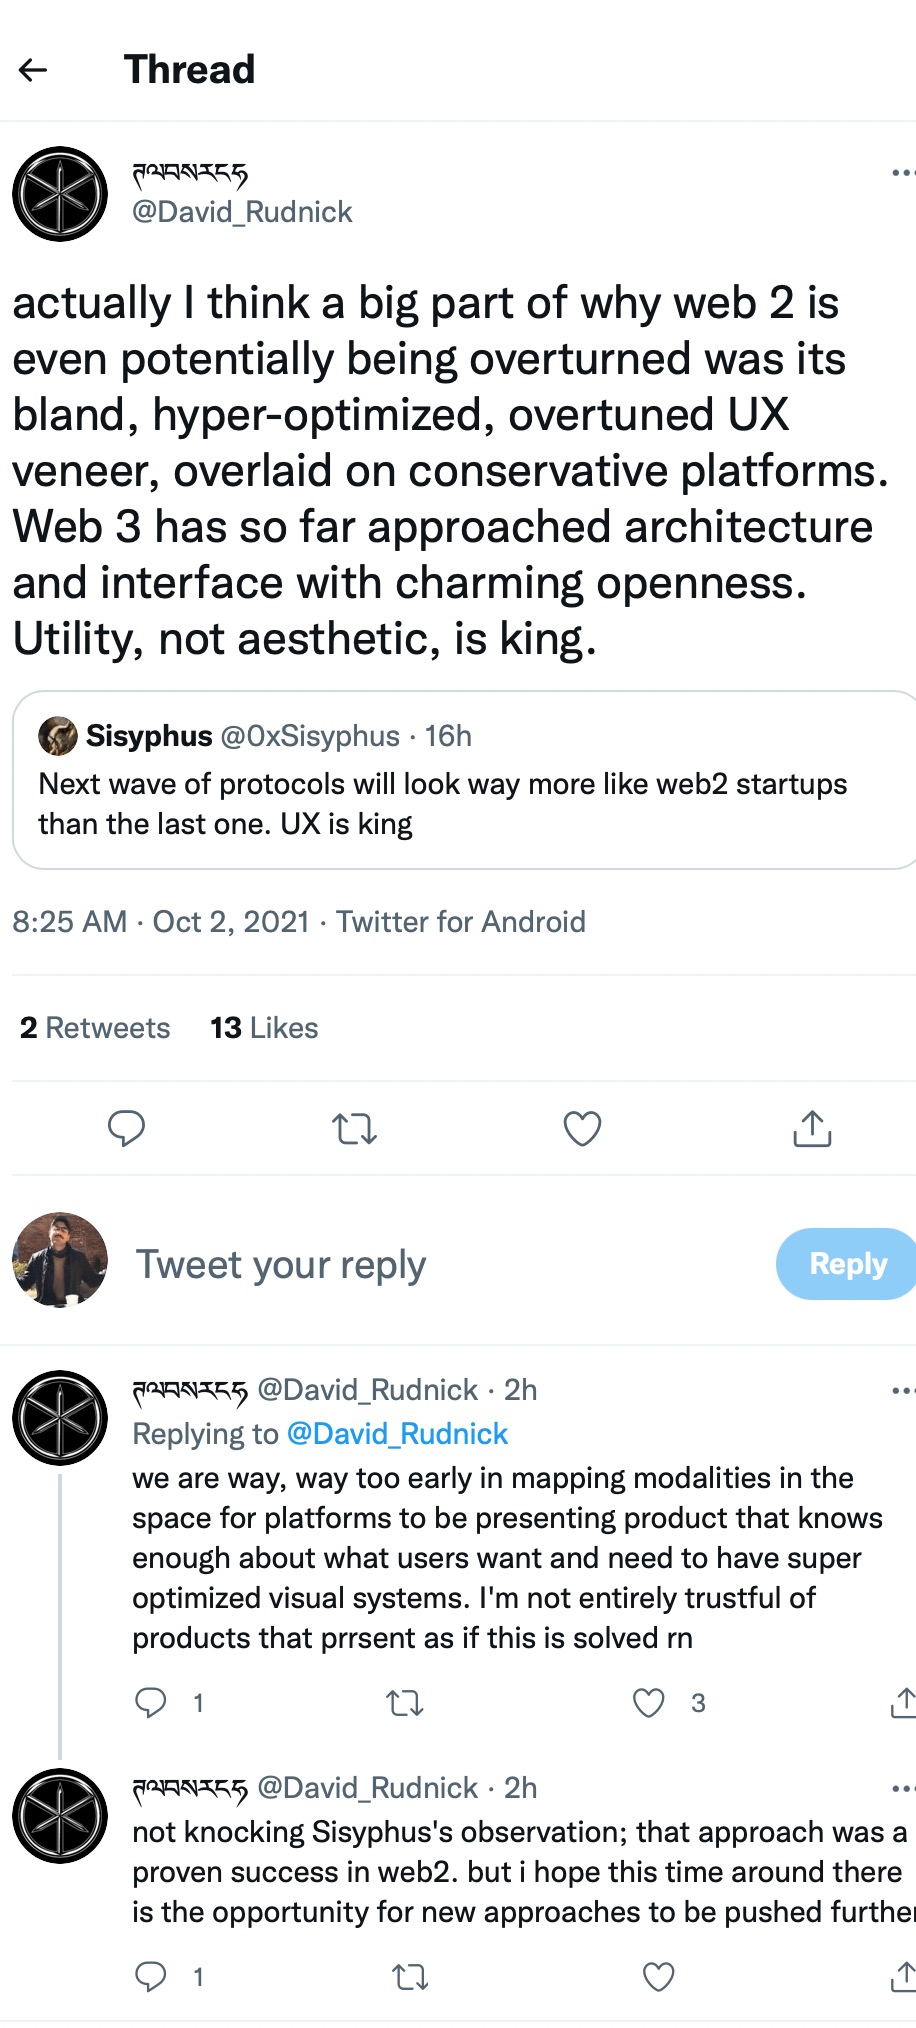 Thread
@David_Rudnick
actually I think a big part of why web 2 is
even potentially being overturned was its
bland, hyper-optimized, overtuned UX
veneer, overlaid on conservative platforms.
Web 3 has so far approached architecture
and interface with charming openness.
Utility, not aesthetic, is king.
Sisyphus @0xSisyphus · 16h
Next wave of protocols will look way more like web2 startups
than the last one. UX is king
8:25 AM · Oct 2, 2021 · Twitter for Android
2 Retweets 13 Likes
Tweet your reply
Reply
@David_Rudnick · 2h
Replying to @David_Rudnick
we are way, way too early in mapping modalities in the
space for platforms to be presenting product that knows
enough about what users want and need to have super
optimized visual systems. I'm not entirely trustful of
products that prrsent as if this is solved rn
1 3
@David_Rudnick · 2h
not knocking Sisyphus's observation; that approach was a
proven success in web2. but i hope this time around there
is the opportunity for new approaches to be pushed further
1